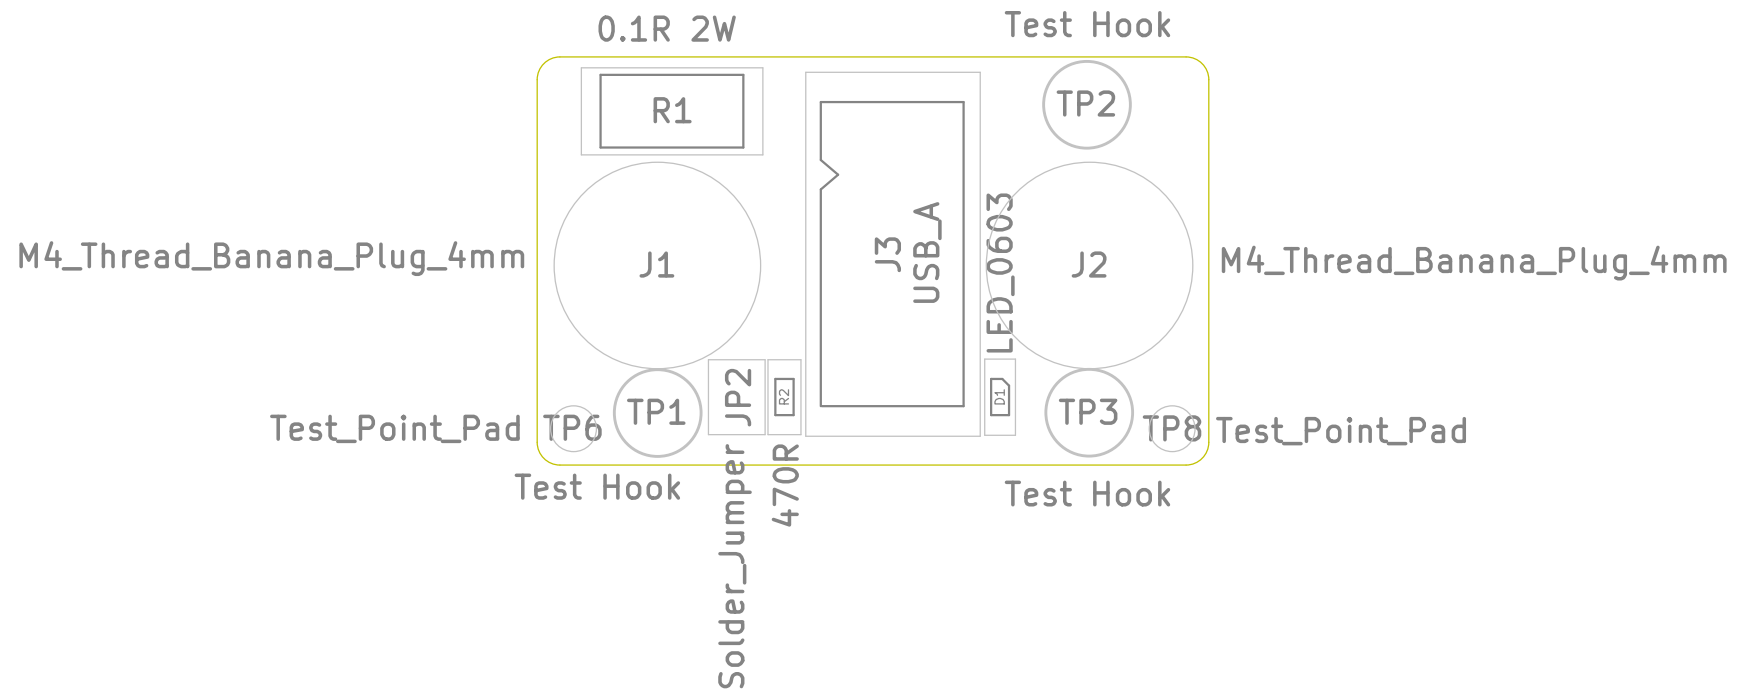 0.1R 2W
Test Hook
R1
TP2
M4_Thread_Banana_Plug_4mm
J1
J3
USB_A
LED_0603
J2
M4_Thread_Banana_Plug_4mm
Test_Point_Pad
TP6
TP1
JP2
R2
D1
TP3
TP8
Test_Point_Pad
Test Hook
Solder_Jumper
470R
Test Hook